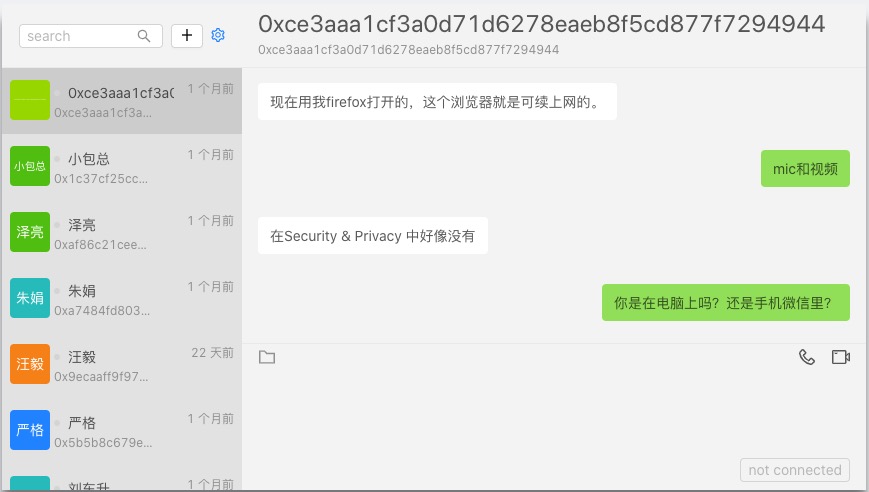 search
+
0xce3aaa1cf3a0d71d6278eaeb8f5cd877f7294944
0xce3aaa1cf3a0d71d6278eaeb8f5cd877f7294944
0xce3aaa1cf3a0
1 个月前
0xce3aaa1cf3a...
小包总
小包总
1 个月前
0x1c37cf25cc...
泽亮
泽亮
1 个月前
0xaf86c21cee...
朱娟
朱娟
1 个月前
0xa7484fd803...
汪毅
汪毅
22 天前
0x9ecaaff9f97...
严格
严格
1 个月前
0x5b5b8c679e...
刘东升
1 个月前
现在用我firefox打开的，这个浏览器就是可续上网的。
mic和视频
在Security & Privacy 中好像没有
你是在电脑上吗？还是手机微信里？
not connected